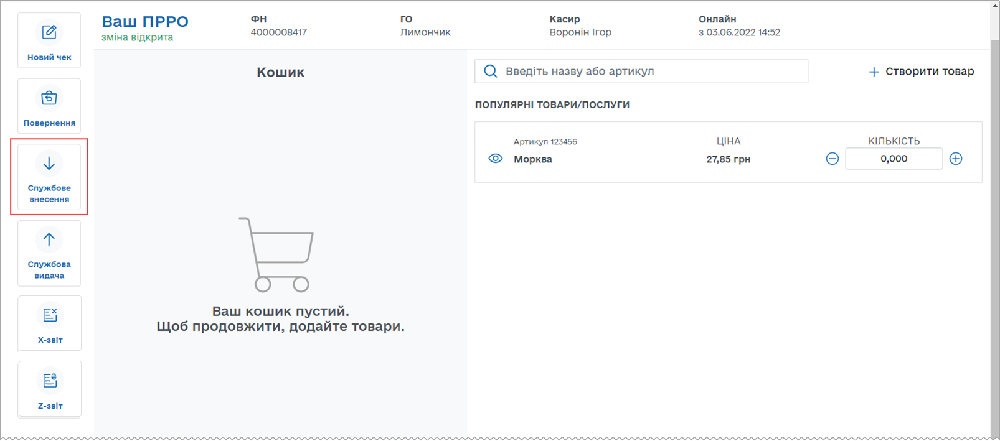 Новий чек
Повернення
Службове
внесення
Службова
видача
X-звіт
Z-звіт
Ваш ПРРО
зміна відкрита
ФН
4000008417
ГО
Лимончик
Касир
Воронін Ігор
Онлайн
з 03.06.2022 14:52
Кошик
Ваш кошик пустий.
Щоб продовжити, додайте товари.
Введіть назву або артикул
Створити товар
ПОПУЛЯРНІ ТОВАРИ/ПОСЛУГИ
Артикул 123456
Морква
ЦІНА
27,85 грн
КІЛЬКІСТЬ
0,000